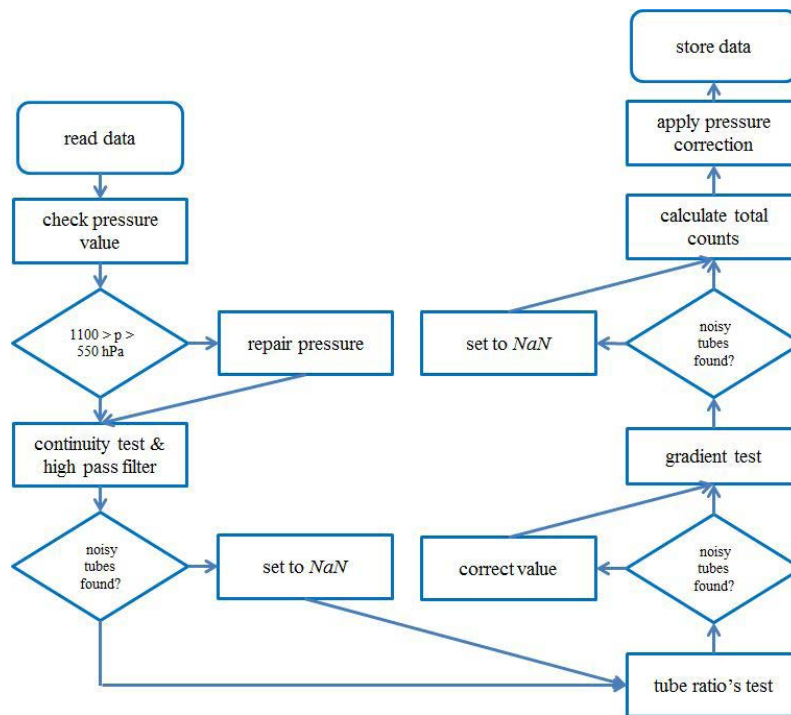 read data
check pressure
value
1100 > p >
550 hPa
repair pressure
continuity test &
high pass filter
noisy
tubes
found?
set to NaN
tube ratio's test
noisy
tubes
found?
correct value
gradient test
noisy
tubes
found?
set to NaN
calculate total
counts
apply pressure
correction
store data